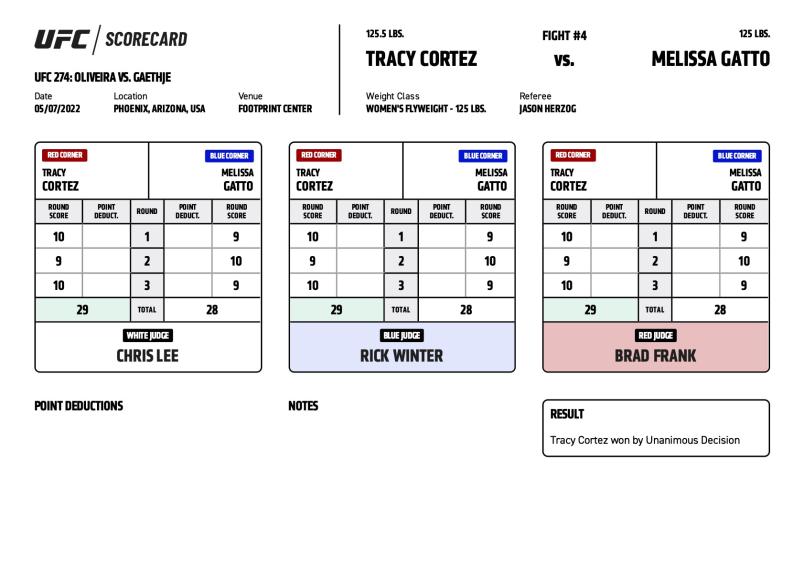 UFC / SCORECARD
UFC 274: OLIVEIRA VS. GAETHJE
Date Location Venue
05/07/2022 PHOENIX, ARIZONA, USA FOOTPRINT CENTER
125.5 LBS. FIGHT #4 125 LBS.
TRACY CORTEZ VS. MELISSA GATTO
Weight Class Referee
WOMEN'S FLYWEIGHT - 125 LBS. JASON HERZOG
RED CORNER BLUE CORNER
TRACY MELISSA
CORTEZ GATTO
ROUND POINT ROUND POINT ROUND
SCORE DEDUCT. DEDUCT. SCORE
10 1 9
9 2 10
10 3 9
29 TOTAL 28
WHITE JUDGE
CHRIS LEE
RED CORNER BLUE CORNER
TRACY MELISSA
CORTEZ GATTO
ROUND POINT ROUND POINT ROUND
SCORE DEDUCT. DEDUCT. SCORE
10 1 9
9 2 10
10 3 9
29 TOTAL 28
BLUE JUDGE
RICK WINTER
RED CORNER BLUE CORNER
TRACY MELISSA
CORTEZ GATTO
ROUND POINT ROUND POINT ROUND
SCORE DEDUCT. DEDUCT. SCORE
10 1 9
9 2 10
10 3 9
29 TOTAL 28
RED JUDGE
BRAD FRANK
POINT DEDUCTIONS
NOTES
RESULT
Tracy Cortez won by Unanimous Decision